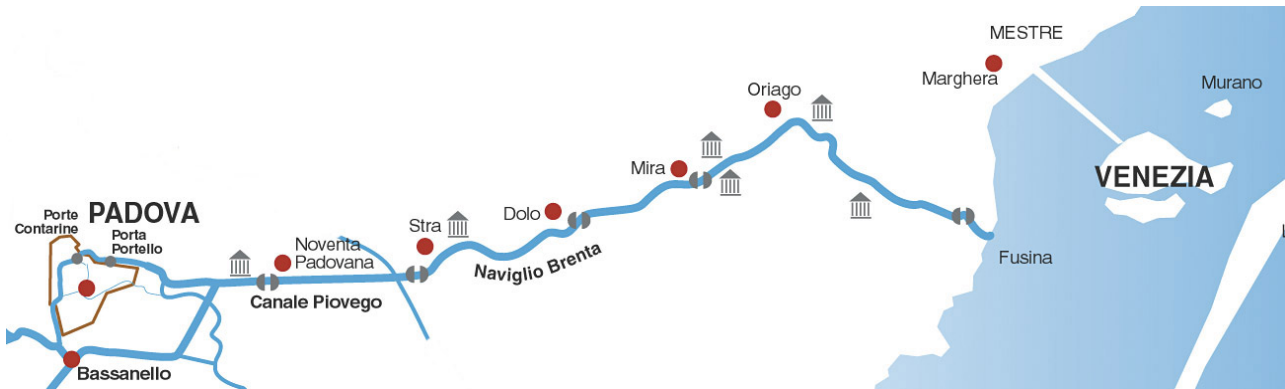 MESTRE
Marghera
Murano
Oriago
VENEZIA
Mira
PADOVA
Porte
Contarine
Porta
Portello
Dolo
Stra
Noventa
Padovana
Naviglio Brenta
Fusina
Canale Piovego
Bassanello
L